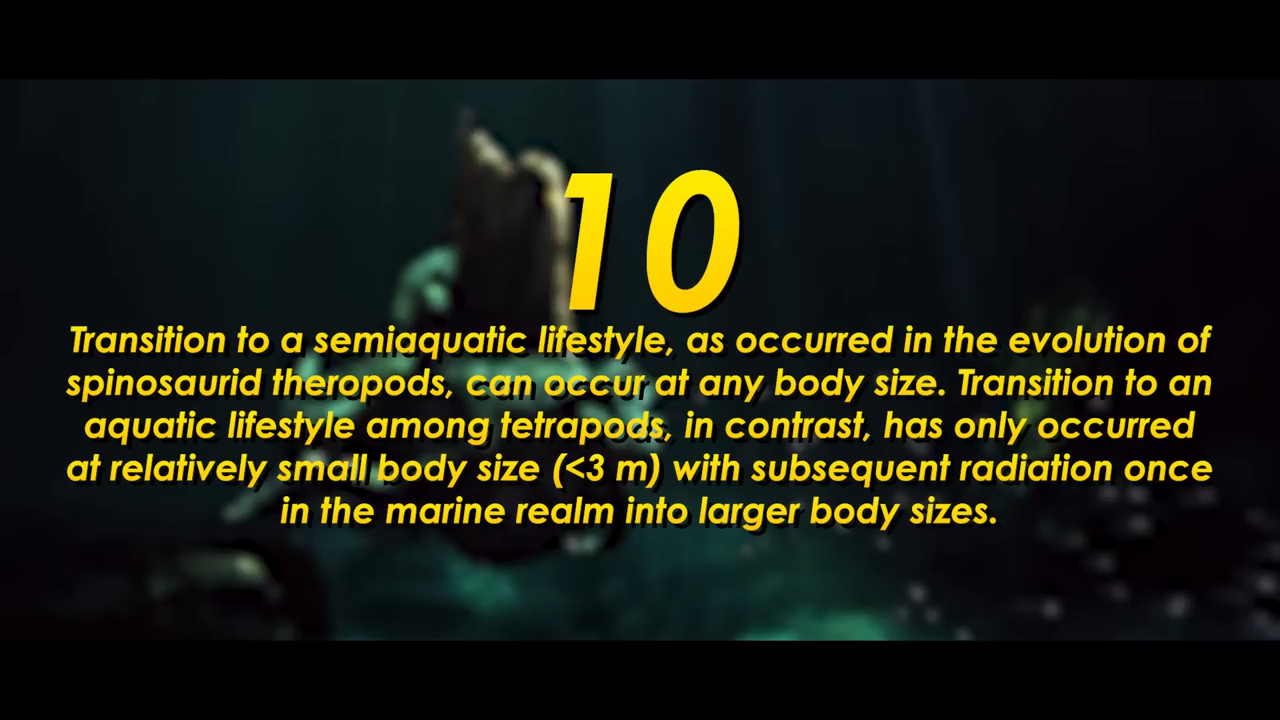 10
Transition to a semiaquatic lifestyle, as occurred in the evolution of
spinosaurid theropods, can occur at any body size. Transition to an
aquatic lifestyle among tetrapods, in contrast, has only occurred
at relatively small body size (<3 m) with subsequent radiation once
in the marine realm into larger body sizes.